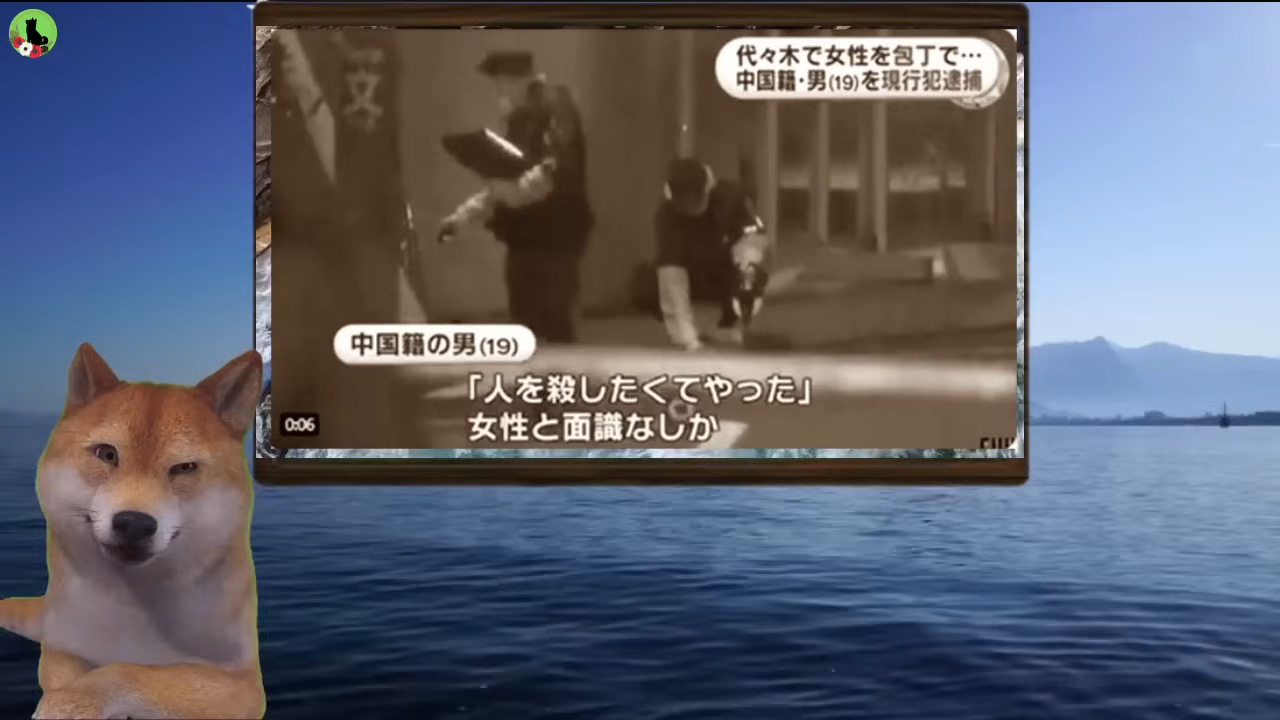 代々木で女性を包丁で…
中国籍・男(19)を現行犯逮捕
中国籍の男(19)
「人を殺したくてやった」
女性と面識なしか
0:06